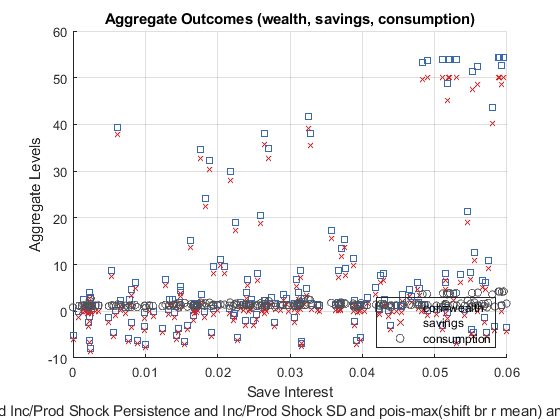 Aggregate Outcomes (wealth, savings, consumption)
60
50
40
30
20
10
0
-10
Aggregate Levels
0
0.01
0.02
0.03
0.04
0.05
0.06
Save Interest
savings
consumption
d Inc/Prod Shock Persistence and Inc/Prod Shock SD and pois-max(shift br r mean) an